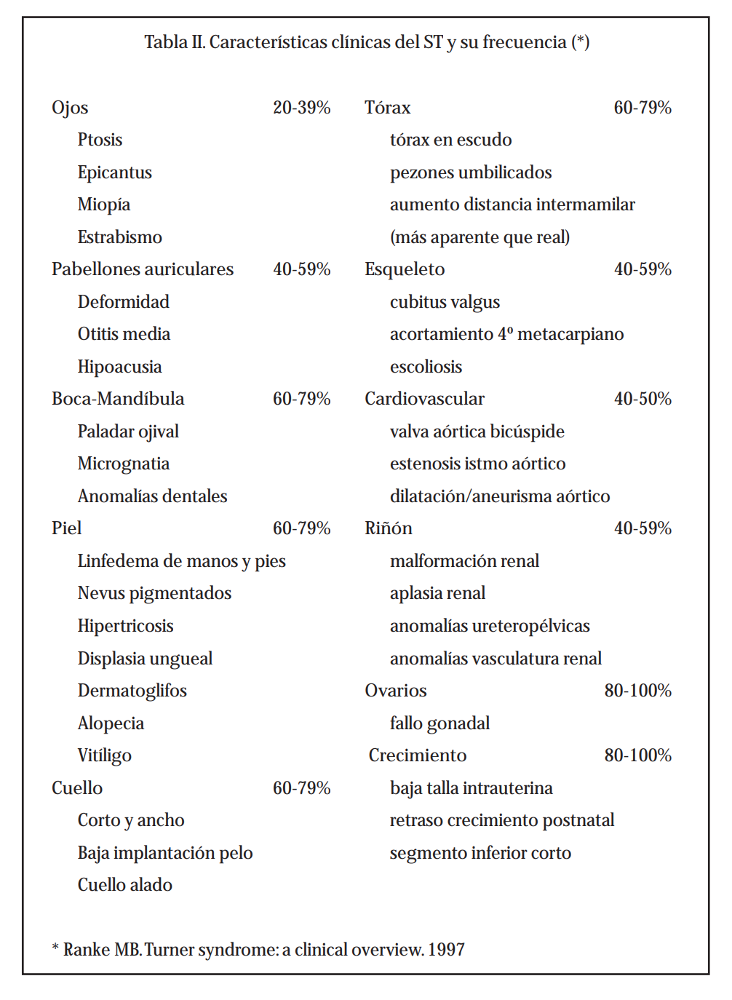 Tabla II. Características clínicas del ST y su frecuencia (*)
Ojos 20-39%
Ptosis
Epicantus
Miopía
Estrabismo
Pabellones auriculares 40-59%
Deformidad
Otitis media
Hipoacusia
Boca-Mandíbula 60-79%
Paladar ojival
Micrognatia
Anomalías dentales
Piel 60-79%
Linfedema de manos y pies
Nevus pigmentados
Hipertricosis
Displasia ungueal
Dermatoglifos
Alopecia
Vitíligo
Cuello 60-79%
Corto y ancho
Baja implantación pelo
Cuello alado
Tórax 60-79%
tórax en escudo
pezones umbilicados
aumento distancia intermamilar
(más aparente que real)
Esqueleto 40-59%
cubitus valgus
acortamiento 4º metacarpiano
escoliosis
Cardiovascular 40-50%
valva aórtica bicúspide
estenosis istmo aórtico
dilatación/aneurisma aórtico
Riñón 40-59%
malformación renal
aplasia renal
anomalías ureteropélvicas
anomalías vasculatura renal
Ovarios 80-100%
fallo gonadal
Crecimiento 80-100%
baja talla intrauterina
retraso crecimiento postnatal
segmento inferior corto
* Ranke MB. Turner syndrome: a clinical overview. 1997